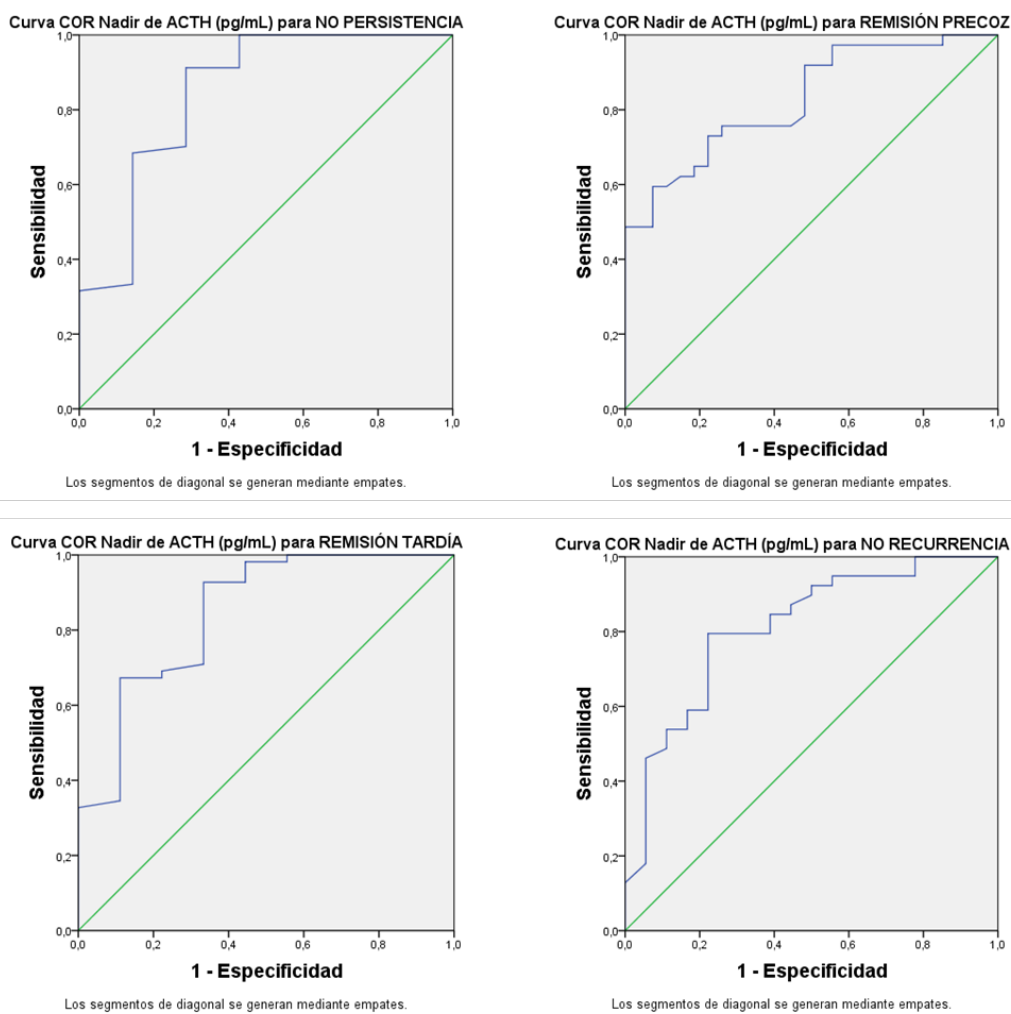 Curva COR Nadir de ACTH (pg/mL) para NO PERSISTENCIA
1,0
0,8
0,6
0,4
0,2
0,0
Sensibilidad
0,0 0,2 0,4 0,6 0,8 1,0
1 - Especificidad
Los segmentos de diagonal se generan mediante empates.
Curva COR Nadir de ACTH (pg/mL) para REMISIÓN PRECOZ
1,0
0,8
0,6
0,4
0,2
0,0
Sensibilidad
0,0 0,2 0,4 0,6 0,8 1,0
1 - Especificidad
Los segmentos de diagonal se generan mediante empates.
Curva COR Nadir de ACTH (pg/mL) para REMISIÓN TARDÍA
1,0
0,8
0,6
0,4
0,2
0,0
Sensibilidad
0,0 0,2 0,4 0,6 0,8 1,0
1 - Especificidad
Los segmentos de diagonal se generan mediante empates.
Curva COR Nadir de ACTH (pg/mL) para NO RECURRENCIA
1,0
0,8
0,6
0,4
0,2
0,0
Sensibilidad
0,0 0,2 0,4 0,6 0,8 1,0
1 - Especificidad
Los segmentos de diagonal se generan mediante empates.